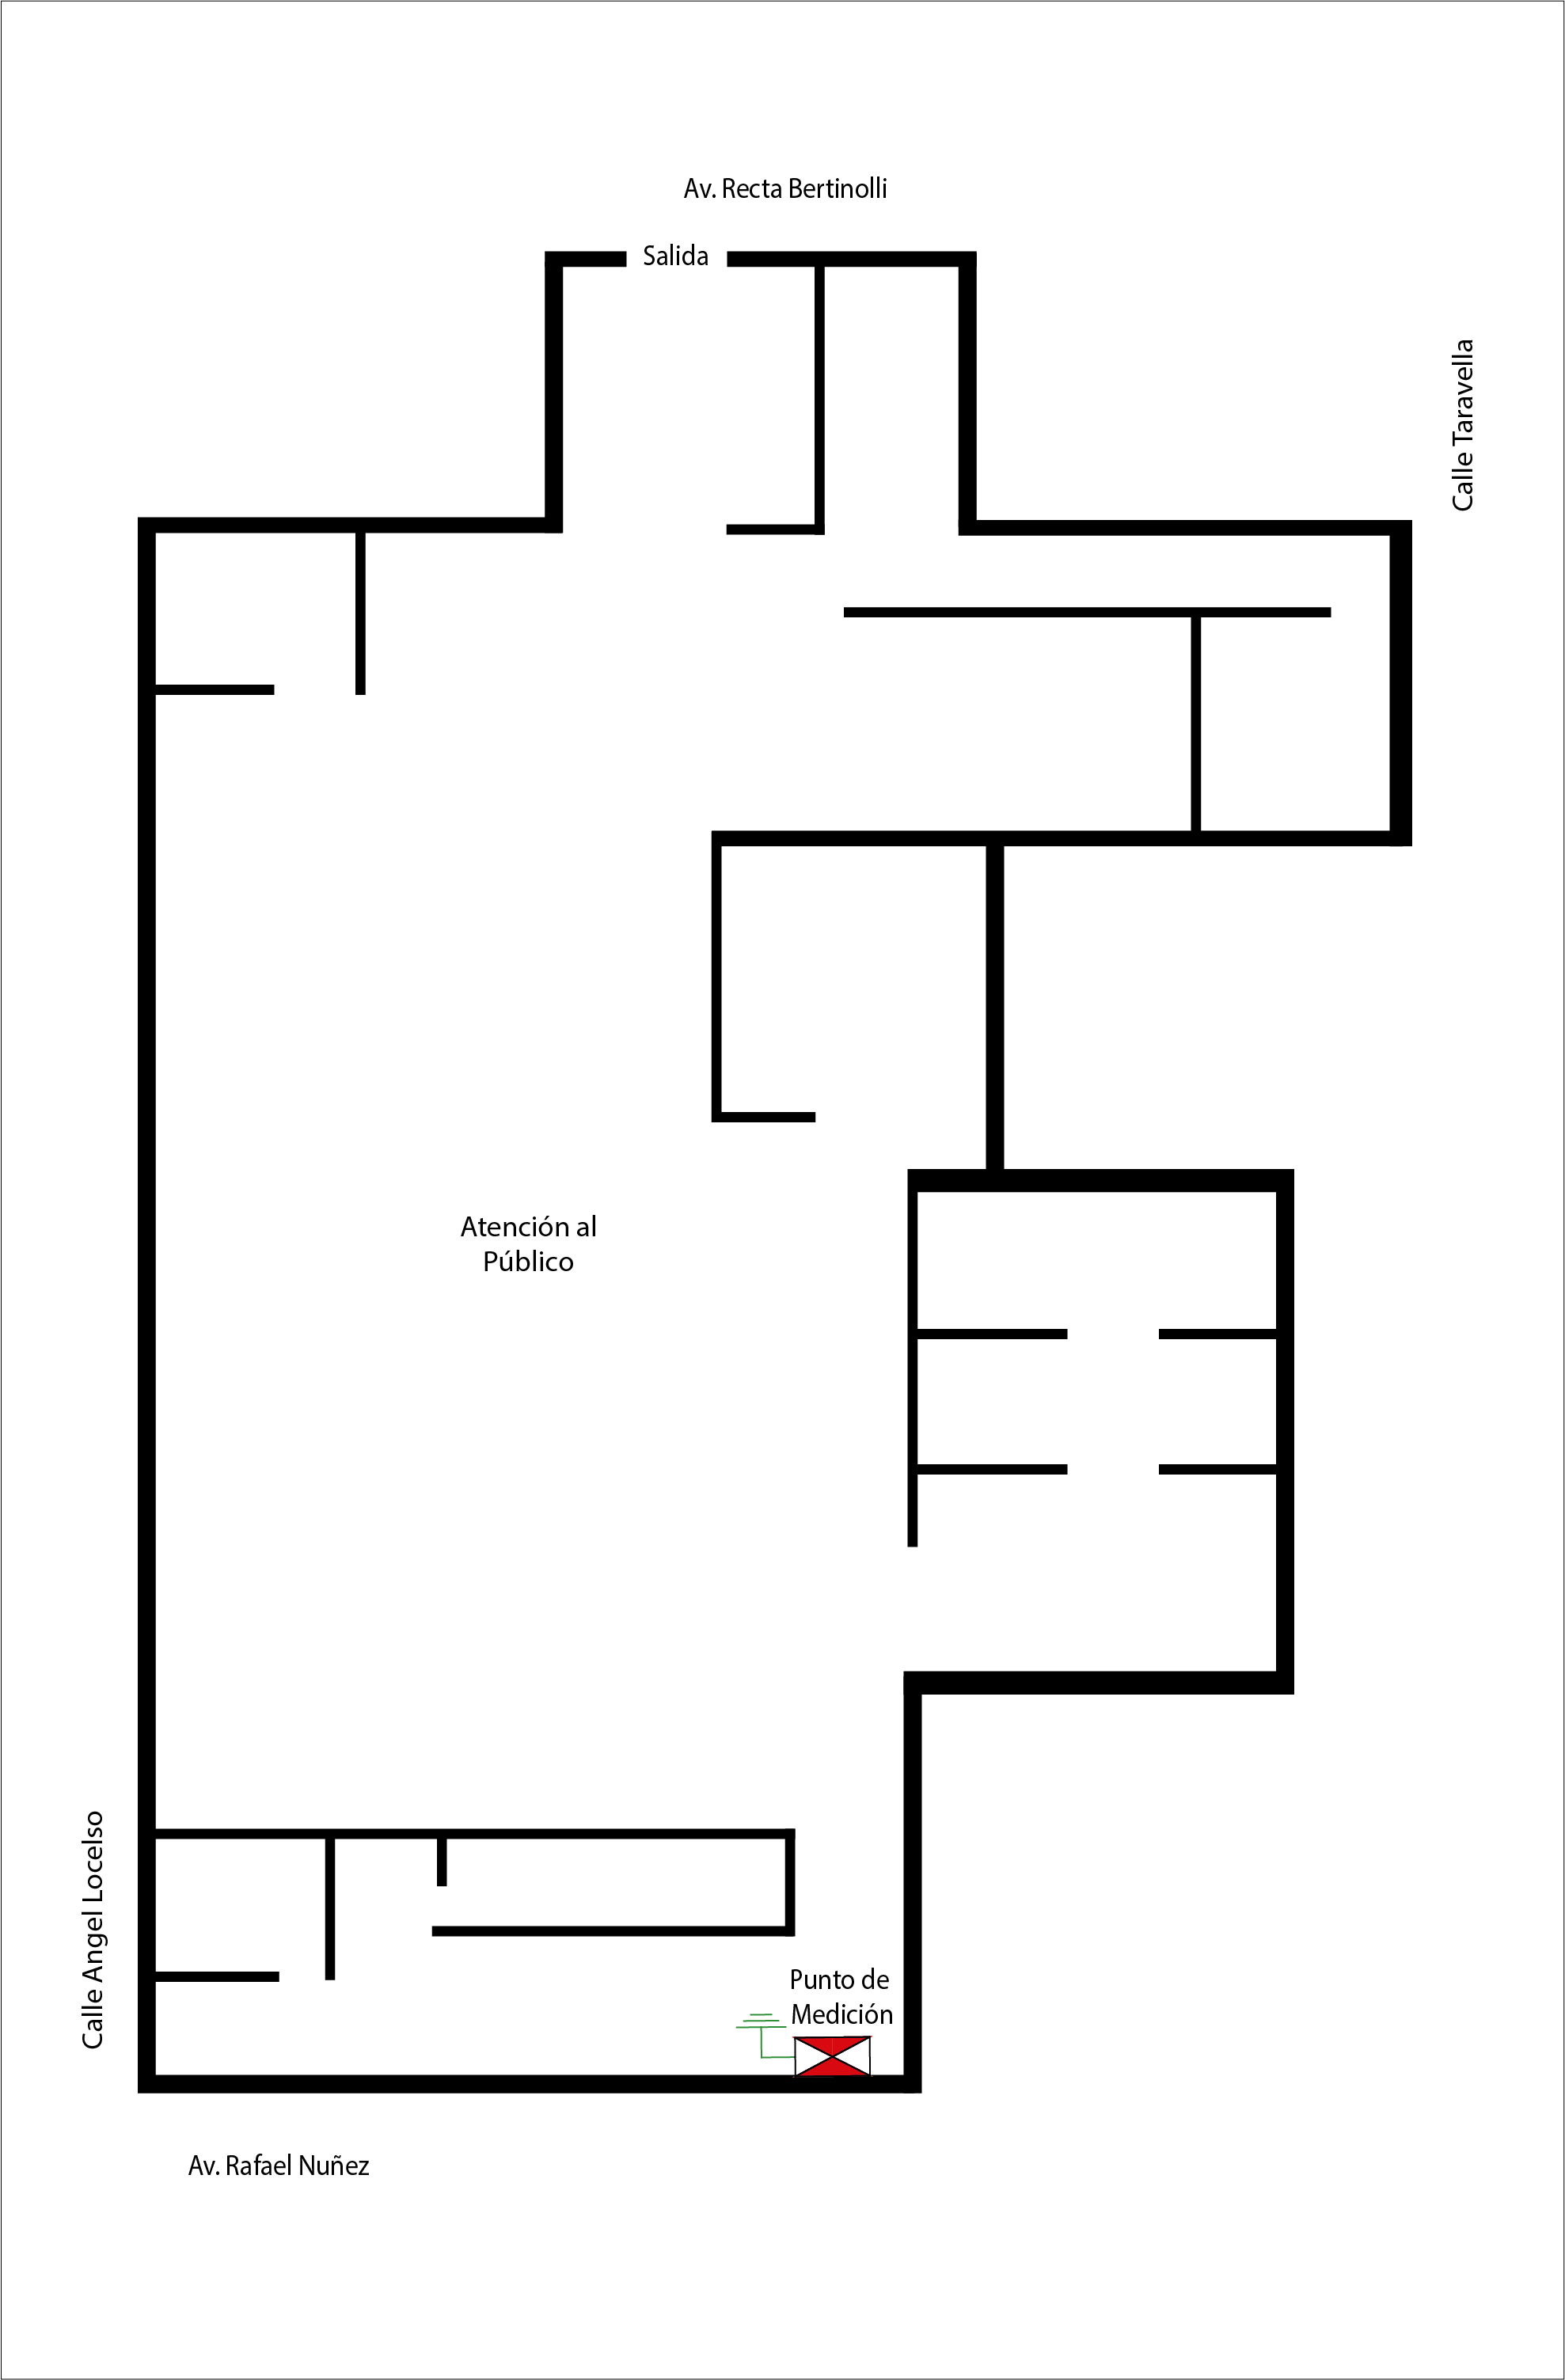 Av. Recta Bertinolli
Salida
Calle Taravella
Atención al
Público
Calle Angel Locelso
Punto de
Medición
Av. Rafael Nuñez